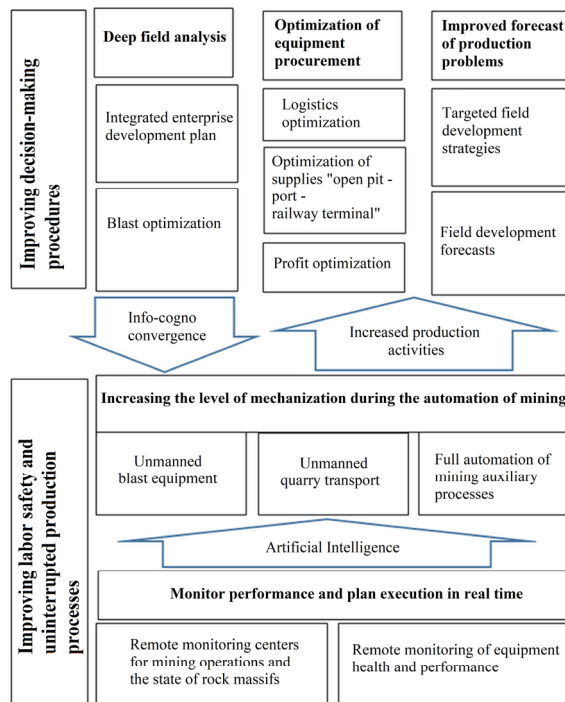 Improving decision-making
procedures
Deep field analysis
Integrated enterprise
development plan
Blast optimization
Optimization of
equipment
procurement
Logistics
optimization
Optimization of
supplies "open pit -
port -
railway terminal"
Profit optimization
Improved forecast
of production
problems
Targeted field
development
strategies
Field development
forecasts
Info-cogno
convergence
Increased production
activities
Improving labor safety and
uninterrupted production
processes
Increasing the level of mechanization during the automation of mining
Unmanned
blast equipment
Unmanned
quarry transport
Full automation of
mining auxiliary
processes
Artificial Intelligence
Monitor performance and plan execution in real time
Remote monitoring centers
for mining operations and
the state of rock massifs
Remote monitoring of equipment
health and performance